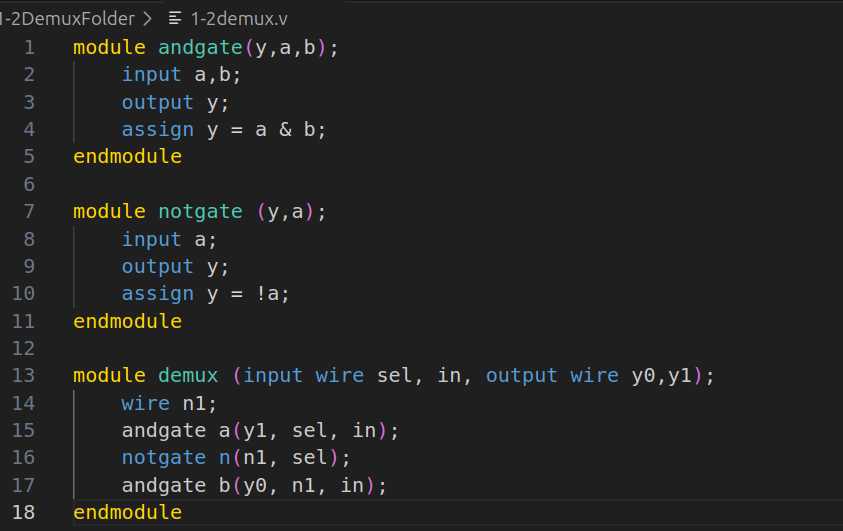 1-2DemuxFolder > 1-2demux.v
1 module andgate(y,a,b);
2 input a,b;
3 output y;
4 assign y = a & b;
5 endmodule
6
7 module notgate (y,a);
8 input a;
9 output y;
10 assign y = !a;
11 endmodule
12
13 module demux (input wire sel, in, output wire y0,y1);
14 wire n1;
15 andgate a(y1, sel, in);
16 notgate n(n1, sel);
17 andgate b(y0, n1, in);
18 endmodule